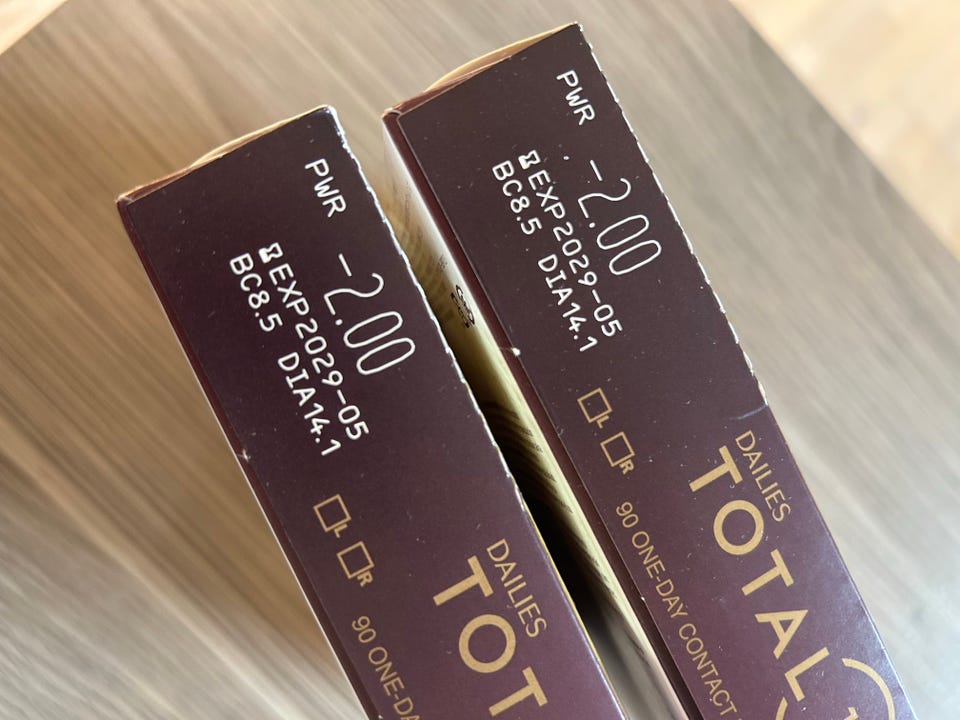 PWR
-2.00
EXP2029-05
BC8.5 DIA14.1
L R
DAILIES
TOT
90 ONE-DA
PWR
-2.00
EXP2029-05
BC8.5 DIA14.1
L R
DAILIES
TOTAL
90 ONE-DAY CONTACT